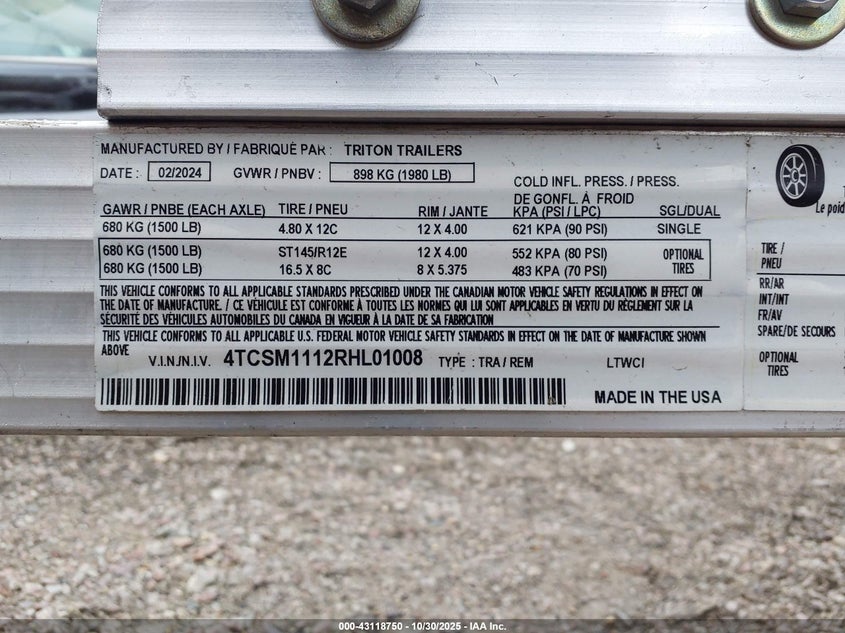 MANUFACTURED BY / FABRIQUÉ PAR : TRITON TRAILERS
DATE : 02/2024 GVWR / PNBV : 898 KG (1980 LB)
COLD INFL. PRESS. / PRESS.
DE GONFL. À FROID
GAWR / PNBE (EACH AXLE) TIRE / PNEU RIM / JANTE KPA (PSI / LPC) SGL/DUAL
680 KG (1500 LB) 4.80 X 12C 12 X 4.00 621 KPA (90 PSI) SINGLE
680 KG (1500 LB) ST145/R12E 12 X 4.00 552 KPA (80 PSI) OPTIONAL
680 KG (1500 LB) 16.5 X 8C 8 X 5.375 483 KPA (70 PSI) TIRES
THIS VEHICLE CONFORMS TO ALL APPLICABLE STANDARDS PRESCRIBED UNDER THE CANADIAN MOTOR VEHICLE SAFETY REGULATIONS IN EFFECT ON
THE DATE OF MANUFACTURE. / CE VÉHICULE EST CONFORME À TOUTES LES NORMES QUI LUI SONT APPLICABLES EN VERTU DU RÈGLEMENT SUR LA
SÉCURITÉ DES VÉHICULES AUTOMOBILES DU CANADA EN VIGUEUR À LA DATE DE SA FABRICATION
THIS VEHICLE CONFORMS TO ALL APPLICABLE U.S. FEDERAL MOTOR VEHICLE SAFETY STANDARDS IN EFFECT ON THE DATE OF MANUFACTURE SHOWN
ABOVE
V.I.N./N.I.V. 4TCSM1112RHL01008 TYPE : TRA / REM LTWCI
MADE IN THE USA
Le poid
TIRE /
PNEU
RR/AR
INT/INT
FR/AV
SPARE/DE SECOURS
OPTIONAL
TIRES
000-43118750 - 10/30/2025 - IAA Inc.